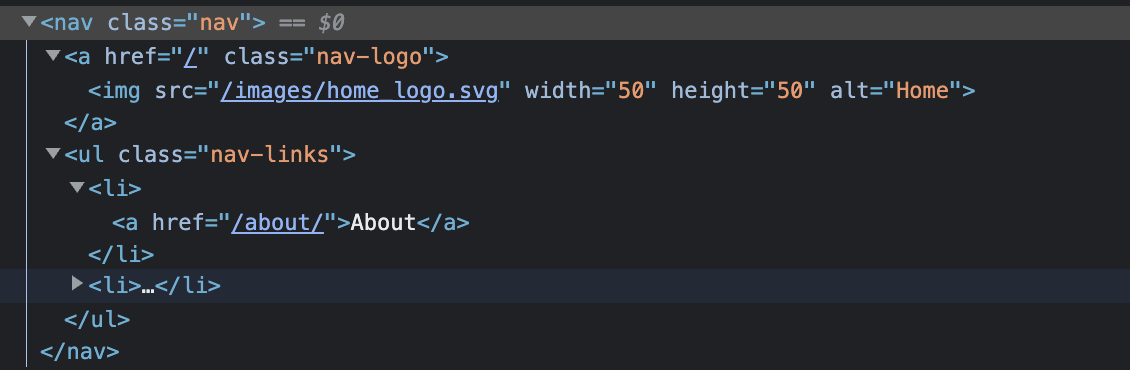 ▼<nav class="nav"> == $0
▼<a href="/" class="nav-logo">
<img src="/images/home_logo.svg" width="50" height="50" alt="Home">
</a>
▼<ul class="nav-links">
▼<li>
<a href="/about/">About</a>
</li>
▶<li>…</li>
</ul>
</nav>